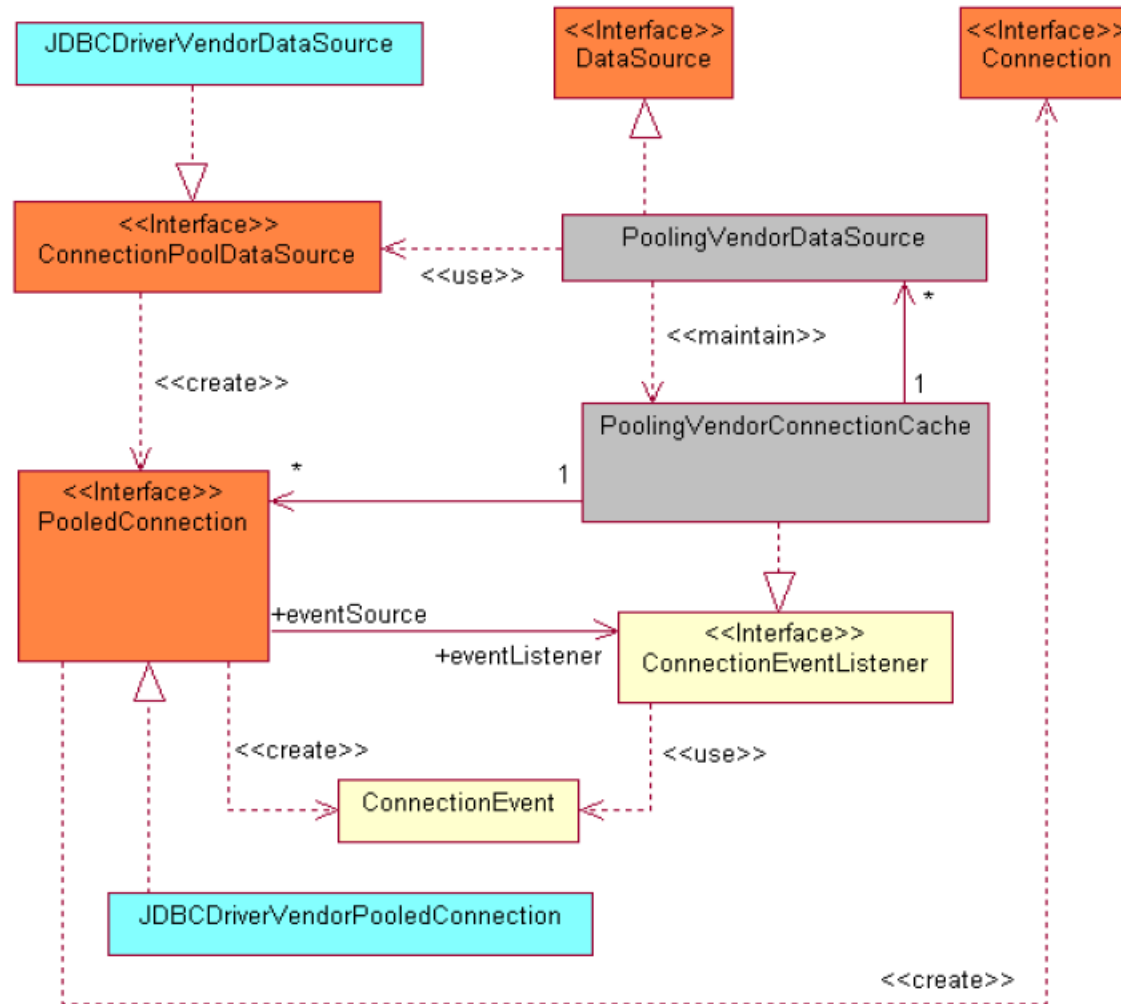 JDBCDriverVendorDataSource
<<Interface>>
DataSource
<<Interface>>
Connection
<<Interface>>
ConnectionPoolDataSource
PoolingVendorDataSource
<<use>>
*
<<maintain>>
<<create>>
1
PoolingVendorConnectionCache
*
1
<<Interface>>
PooledConnection
+eventSource
+eventListener
<<Interface>>
ConnectionEventListener
<<create>>
<<use>>
ConnectionEvent
JDBCDriverVendorPooledConnection
<<create>>